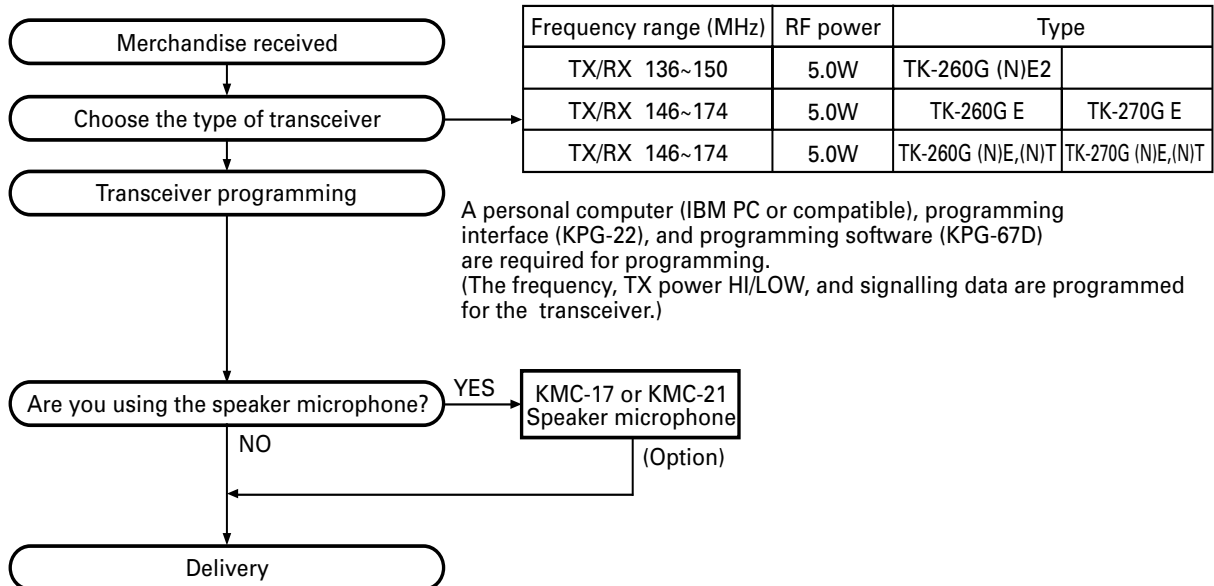 Merchandise received
Choose the type of transceiver
Transceiver programming
Frequency range (MHz) RF power Type
TX/RX 136~150 5.0W TK-260G (N)E2
TX/RX 146~174 5.0W TK-260G E TK-270G E
TX/RX 146~174 5.0W TK-260G (N)E,(N)T TK-270G (N)E,(N)T
A personal computer (IBM PC or compatible), programming
interface (KPG-22), and programming software (KPG-67D)
are required for programming.
(The frequency, TX power HI/LOW, and signalling data are programmed
for the transceiver.)
Are you using the speaker microphone?
YES
KMC-17 or KMC-21
Speaker microphone
NO
(Option)
Delivery